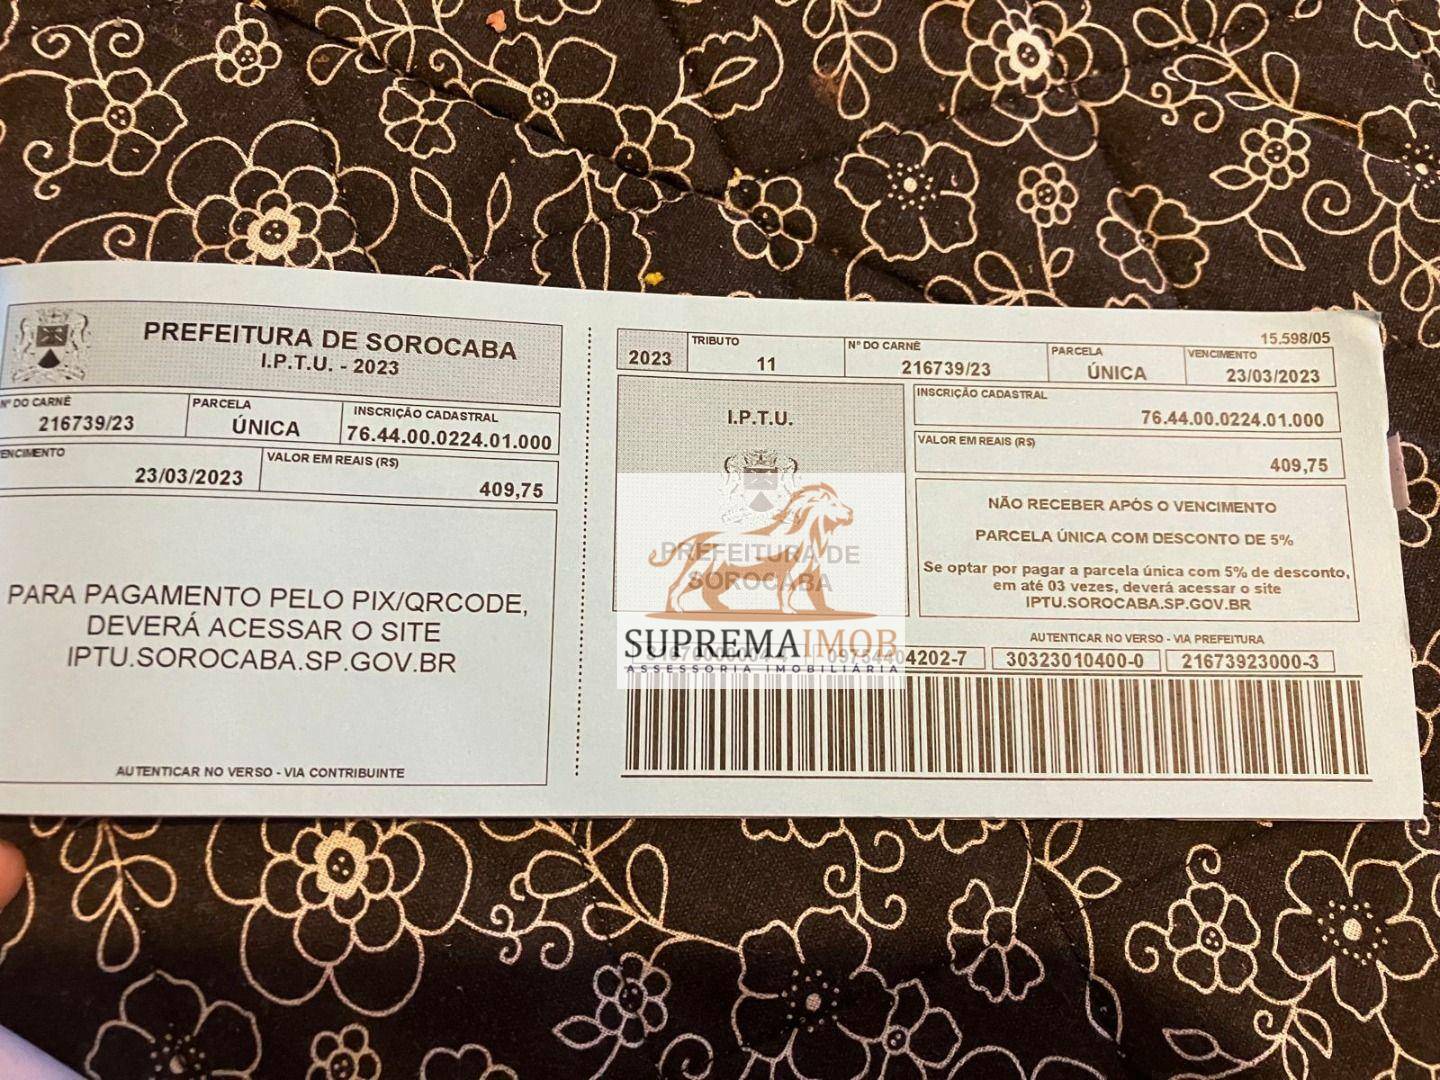 PREFEITURA DE SOROCABA
I.P.T.U. - 2023
Nº DO CARNÊ
216739/23
PARCELA
ÚNICA
INSCRIÇÃO CADASTRAL
76.44.00.0224.01.000
VENCIMENTO
23/03/2023
VALOR EM REAIS (R$)
409,75
PARA PAGAMENTO PELO PIX/QRCODE,
DEVERÁ ACESSAR O SITE
IPTU.SOROCABA.SP.GOV.BR
AUTENTICAR NO VERSO - VIA CONTRIBUINTE
15.598/05
2023
TRIBUTO
11
Nº DO CARNÊ
216739/23
PARCELA
ÚNICA
VENCIMENTO
23/03/2023
I.P.T.U.
PREFEITURA DE
SOROCABA
INSCRIÇÃO CADASTRAL
76.44.00.0224.01.000
VALOR EM REAIS (R$)
409,75
NÃO RECEBER APÓS O VENCIMENTO
PARCELA ÚNICA COM DESCONTO DE 5%
Se optar por pagar a parcela única com 5% de desconto,
em até 03 vezes, deverá acessar o site
IPTU.SOROCABA.SP.GOV.BR
AUTENTICAR NO VERSO - VIA PREFEITURA
4202-7 30323010400-0 21673923000-3
SUPREMAIMOB
ASSESSORIA IMOBILIÁRIA